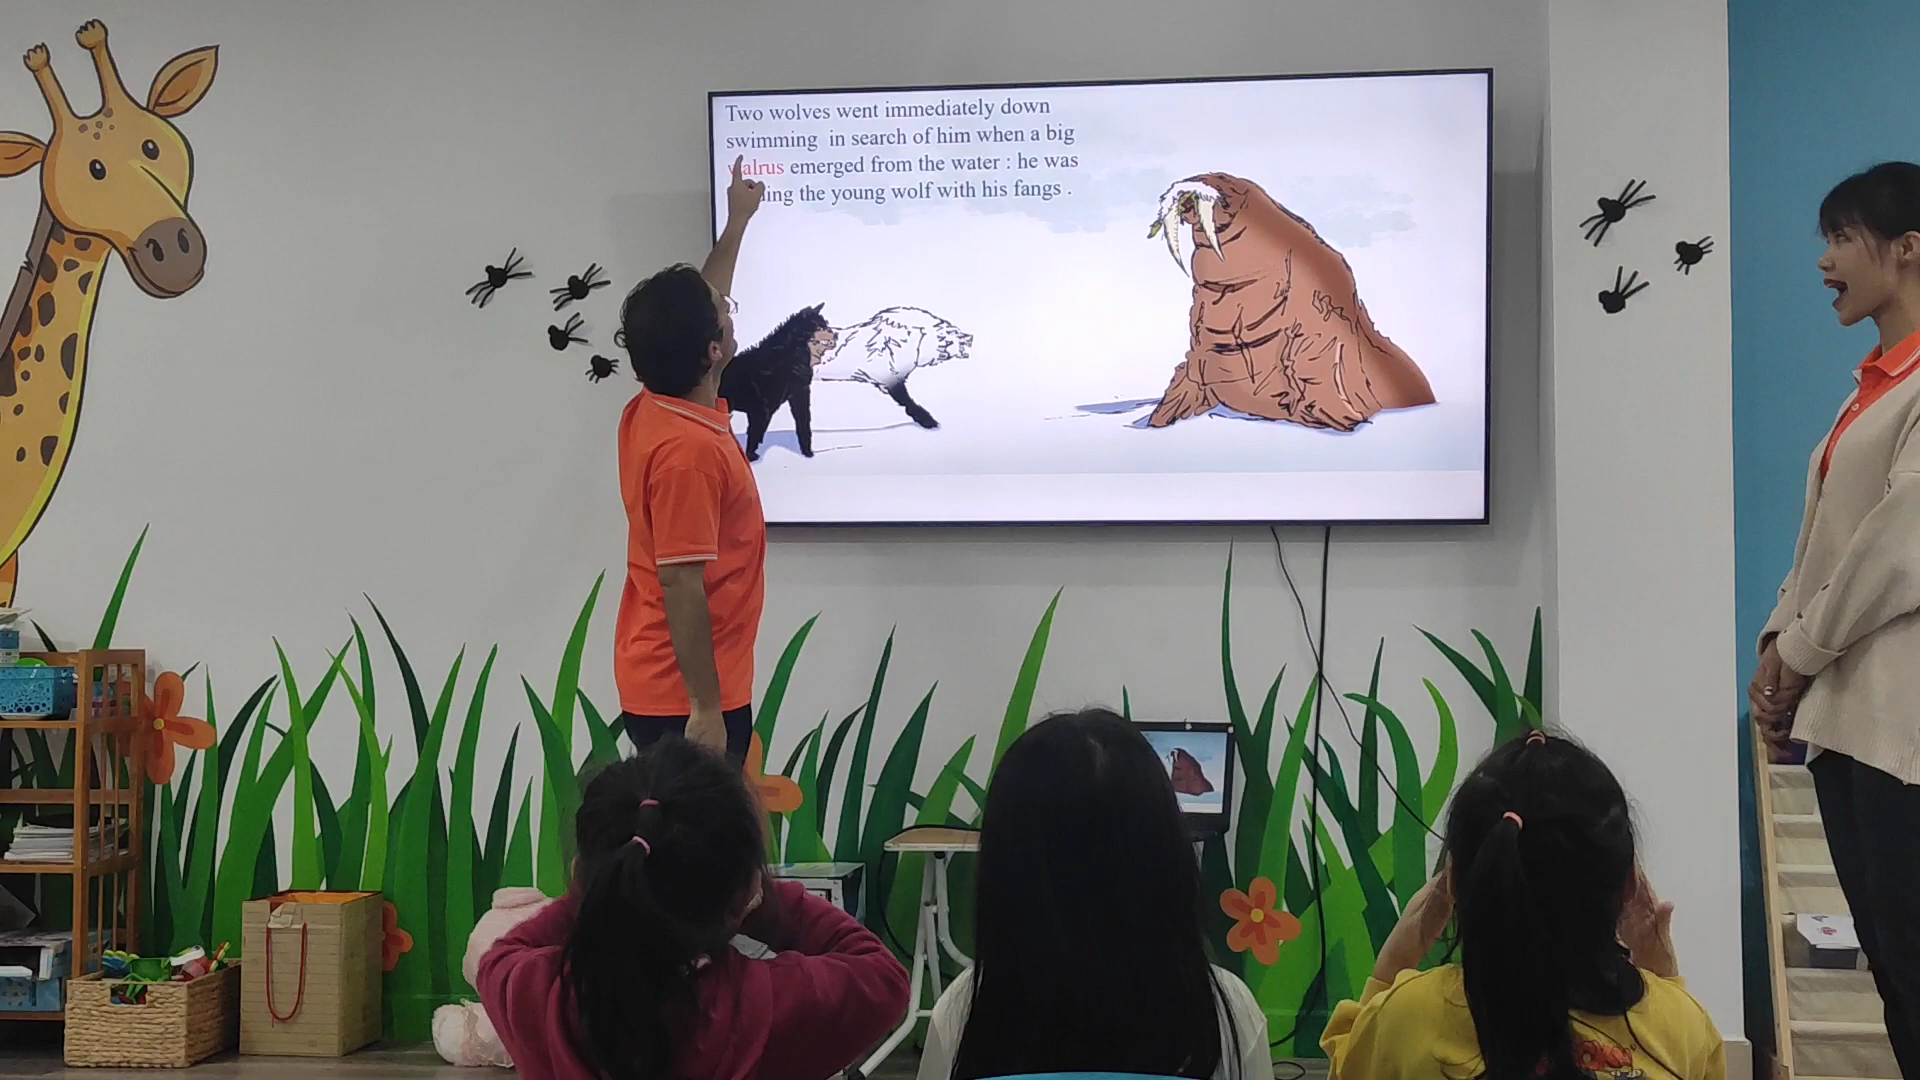 Two wolves went immediately down
swimming in search of him when a big
walrus emerged from the water : he was
the young wolf with his fangs .